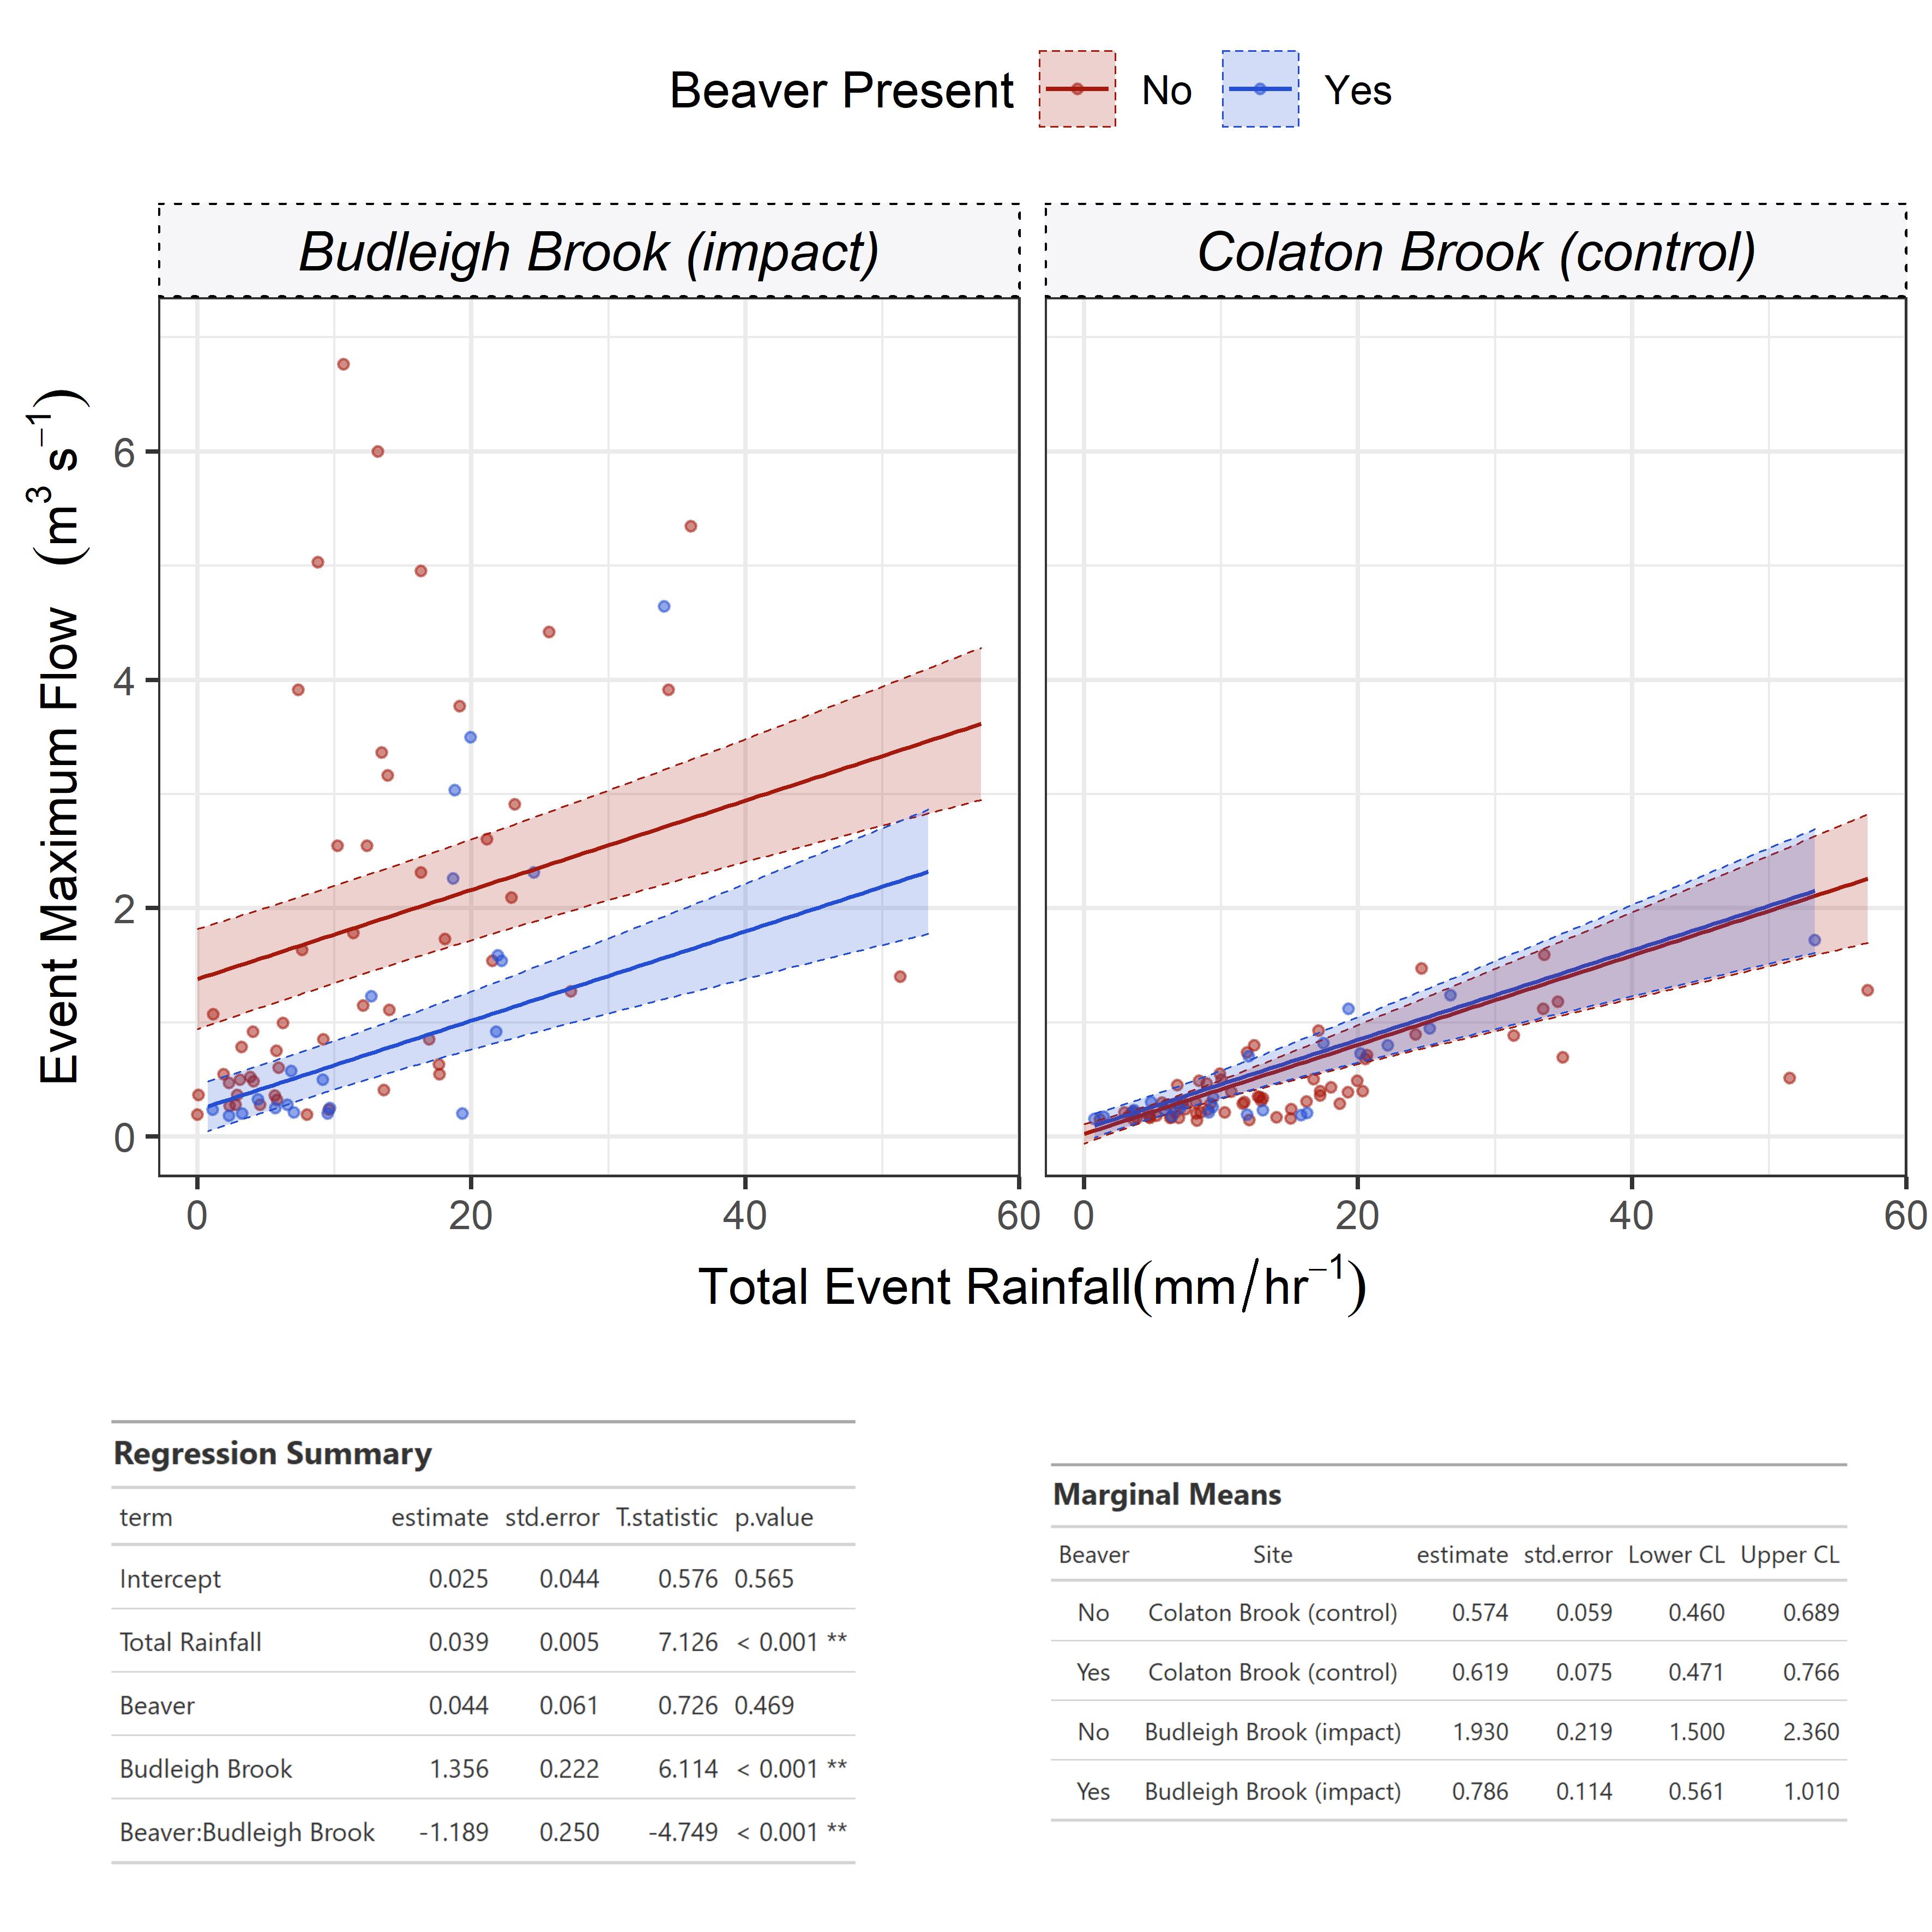 Beaver Present No Yes
Budleigh Brook (impact) Colaton Brook (control)
Event Maximum Flow (m³ s⁻¹)
6
4
2
0
0 20 40 60 0 20 40 60
Total Event Rainfall(mm/hr⁻¹)
Regression Summary
term estimate std.error T.statistic p.value
Intercept 0.025 0.044 0.576 0.565
Total Rainfall 0.039 0.005 7.126 < 0.001 **
Beaver 0.044 0.061 0.726 0.469
Budleigh Brook 1.356 0.222 6.114 < 0.001 **
Beaver:Budleigh Brook -1.189 0.250 -4.749 < 0.001 **
Marginal Means
Beaver Site estimate std.error Lower CL Upper CL
No Colaton Brook (control) 0.574 0.059 0.460 0.689
Yes Colaton Brook (control) 0.619 0.075 0.471 0.766
No Budleigh Brook (impact) 1.930 0.219 1.500 2.360
Yes Budleigh Brook (impact) 0.786 0.114 0.561 1.010